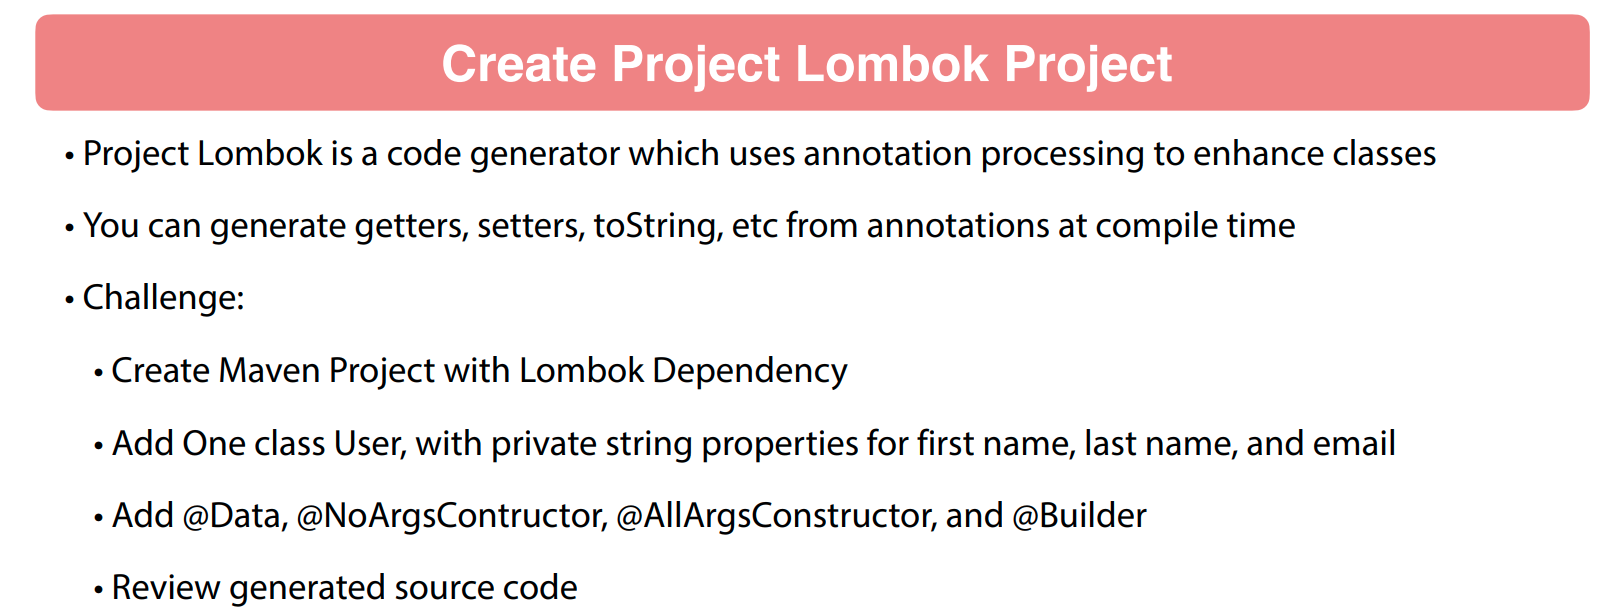 Create Project Lombok Project
• Project Lombok is a code generator which uses annotation processing to enhance classes
• You can generate getters, setters, toString, etc from annotations at compile time
• Challenge:
• Create Maven Project with Lombok Dependency
• Add One class User, with private string properties for first name, last name, and email
• Add @Data, @NoArgsContructor, @AllArgsConstructor, and @Builder
• Review generated source code